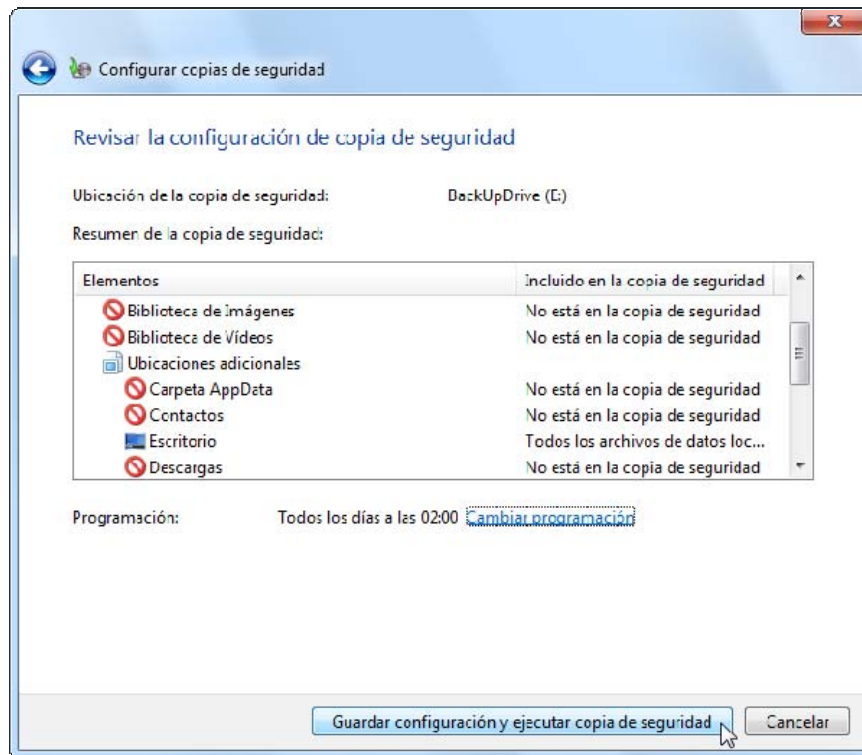 Configurar copias de seguridad
Revisar la configuración de copia de seguridad
Ubicación de la copia de seguridad: BackUpDrive (E:)
Resumen de la copia de seguridad:
Elementos Incluido en la copia de seguridad
Biblioteca de Imágenes No está en la copia de seguridad
Biblioteca de Vídeos No está en la copia de seguridad
Ubicaciones adicionales
Carpeta AppData No está en la copia de seguridad
Contactos No está en la copia de seguridad
Escritorio Todos los archivos de datos loc...
Descargas No está en la copia de seguridad
Programación: Todos los días a las 02:00 Cambiar programación
Guardar configuración y ejecutar copia de seguridad Cancelar